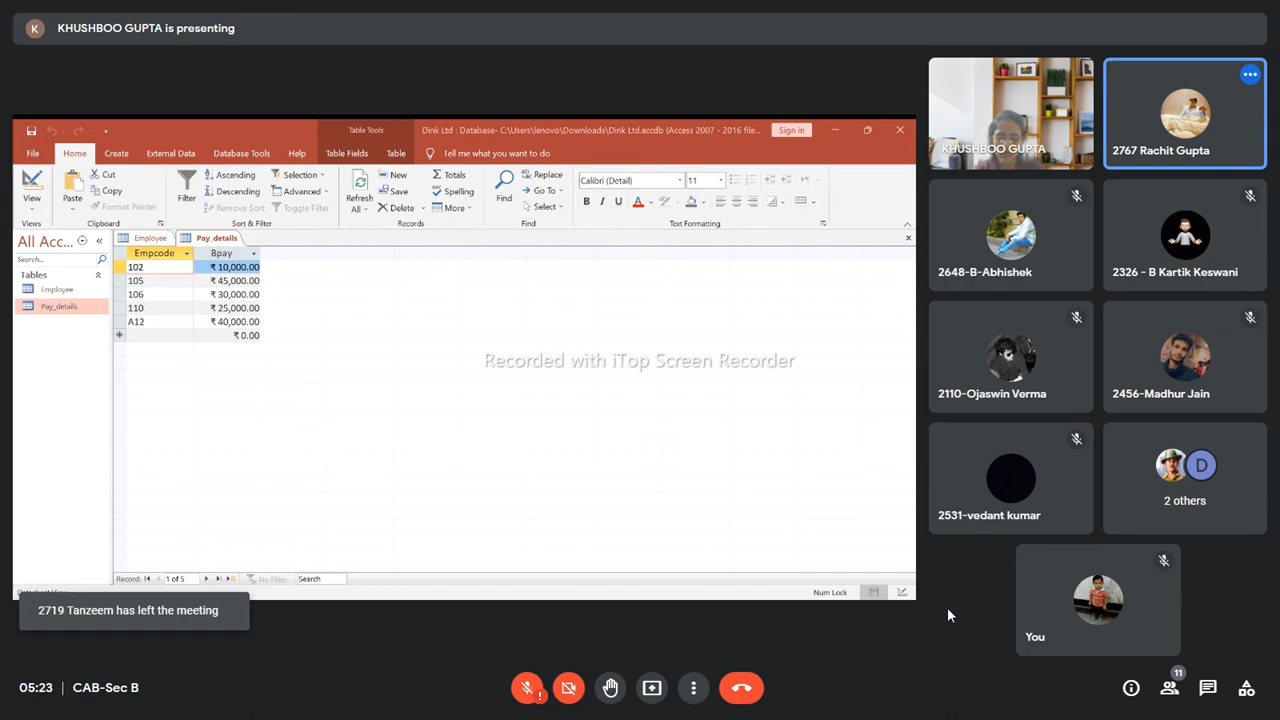 K KHUSHBOO GUPTA is presenting
Table Tools
Dink Ltd : Database- C:\Users\lenovo\Downloads\Dink Ltd.accdb (Access 2007 - 2016 file...
Sign in
File Home Create External Data Database Tools Help Table Fields Table Tell me what you want to do
View
Views
Paste
Cut
Copy
Format Painter
Clipboard
Filter
Ascending
Descending
Remove Sort
Selection
Advanced
Toggle Filter
Sort & Filter
Refresh
All
New
Save
Delete
Totals
Spelling
More
Records
Find
Replace
Go To
Select
Find
Calibri (Detail) 11
B I U A
Text Formatting
All Acc...
Search...
Tables
Employee
Pay_details
Employee Pay_details
Empcode Bpay
102 ₹ 10,000.00
105 ₹ 45,000.00
106 ₹ 30,000.00
110 ₹ 25,000.00
A12 ₹ 40,000.00
₹ 0.00
Recorded with iTop Screen Recorder
Record: 1 of 5 No Filter Search
Num Lock
2719 Tanzeem has left the meeting
KHUSHBOO GUPTA
2767 Rachit Gupta
2648-B-Abhishek
2326 - B Kartik Keswani
2110-Ojaswin Verma
2456-Madhur Jain
2531-vedant kumar
D
2 others
You
05:23 | CAB-Sec B
11